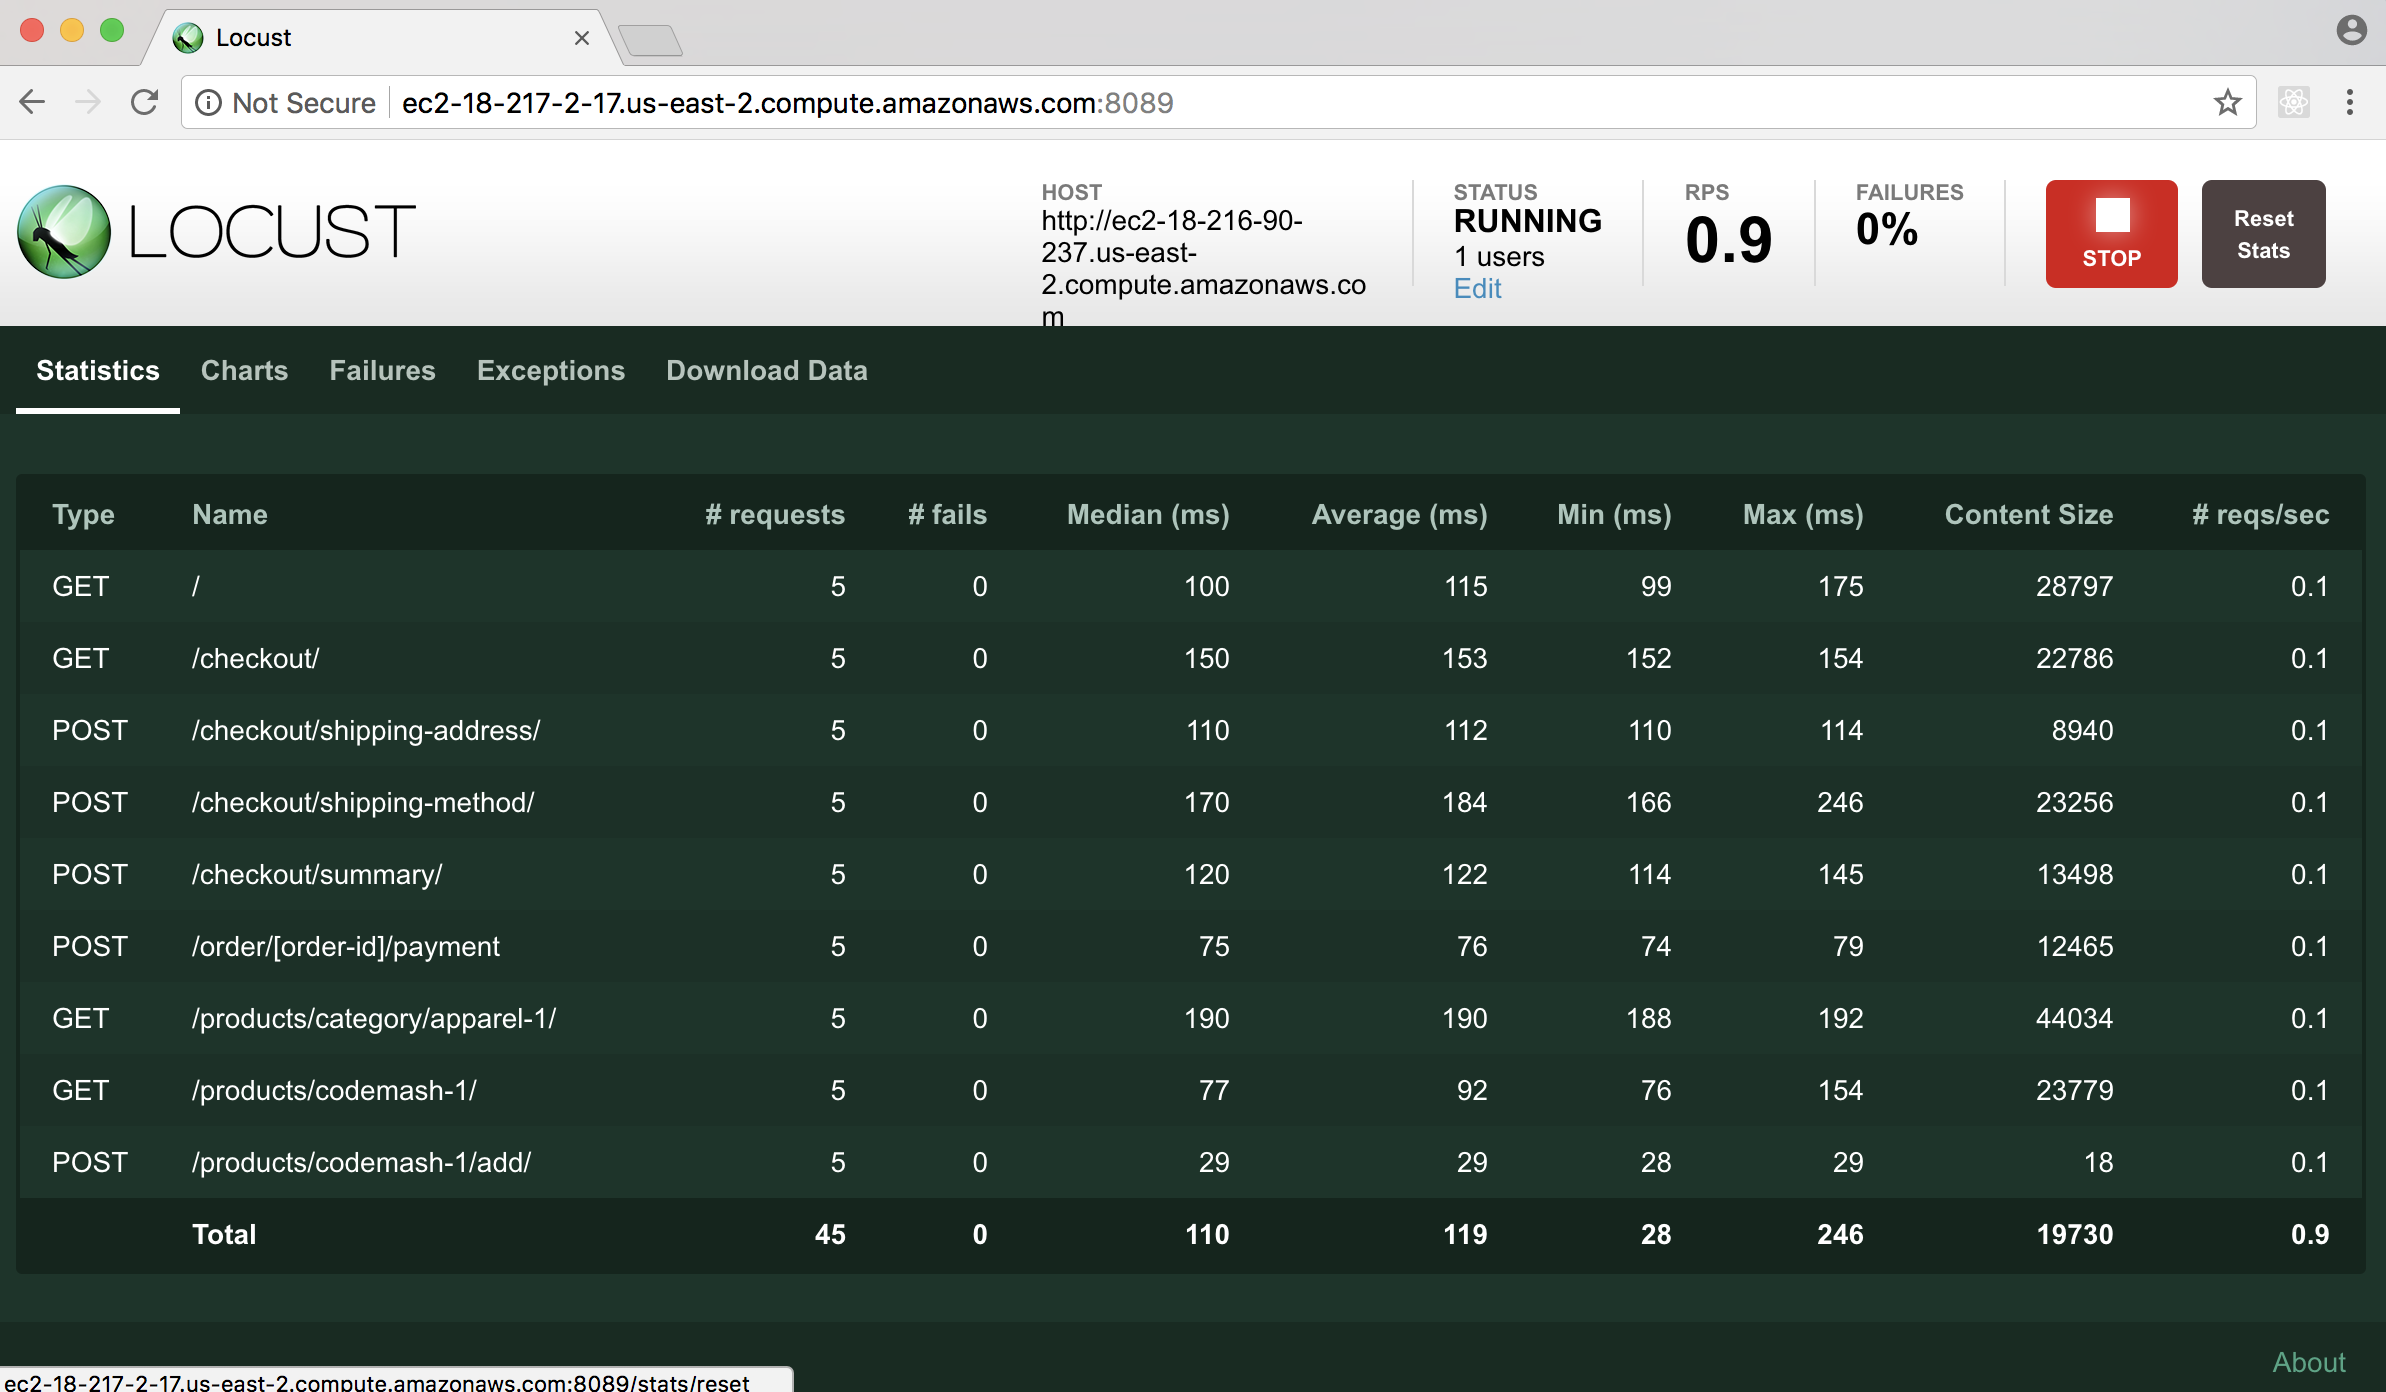 Locust
Not Secure ec2-18-217-2-17.us-east-2.compute.amazonaws.com:8089
LOCUST
HOST
http://ec2-18-216-90-
237.us-east-
2.compute.amazonaws.co
m
STATUS
RUNNING
1 users
Edit
RPS
0.9
FAILURES
0%
STOP
Reset
Stats
Statistics Charts Failures Exceptions Download Data
Type Name # requests # fails Median (ms) Average (ms) Min (ms) Max (ms) Content Size # reqs/sec
GET / 5 0 100 115 99 175 28797 0.1
GET /checkout/ 5 0 150 153 152 154 22786 0.1
POST /checkout/shipping-address/ 5 0 110 112 110 114 8940 0.1
POST /checkout/shipping-method/ 5 0 170 184 166 246 23256 0.1
POST /checkout/summary/ 5 0 120 122 114 145 13498 0.1
POST /order/[order-id]/payment 5 0 75 76 74 79 12465 0.1
GET /products/category/apparel-1/ 5 0 190 190 188 192 44034 0.1
GET /products/codemash-1/ 5 0 77 92 76 154 23779 0.1
POST /products/codemash-1/add/ 5 0 29 29 28 29 18 0.1
Total 45 0 110 119 28 246 19730 0.9
About
ec2-18-217-2-17.us-east-2.compute.amazonaws.com:8089/stats/reset